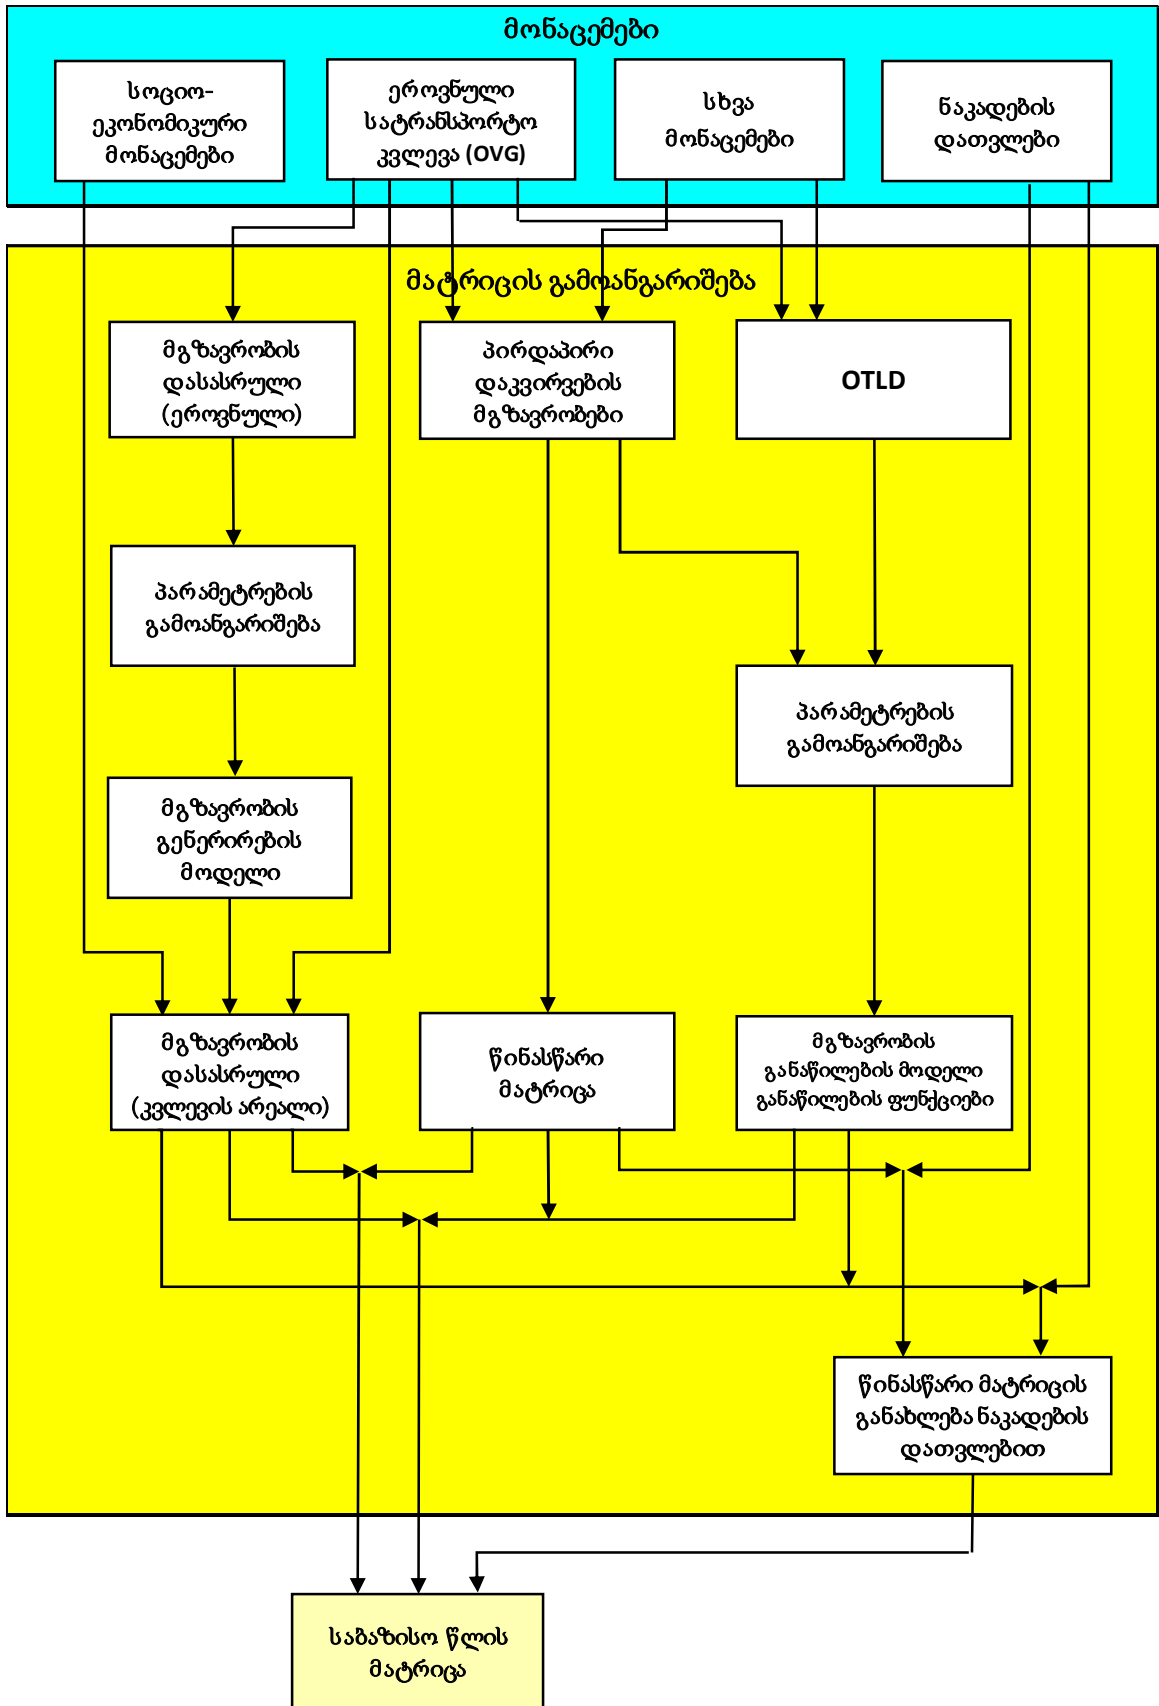 მონაცემები
სოციო-
ეკონომიკური
მონაცემები
ეროვნული
სატრანსპორტო
კვლევა (OVG)
სხვა
მონაცემები
ნაკადების
დათვლები
მატრიცის გამოანგარიშება
მგზავრობის
დასასრული
(ეროვნული)
პირდაპირი
დაკვირვების
მგზავრობები
OTLD
პარამეტრების
გამოანგარიშება
პარამეტრების
გამოანგარიშება
მგზავრობის
გენერირების
მოდელი
მგზავრობის
დასასრული
(კვლევის არეალი)
წინასწარი
მატრიცა
მგზავრობის
განაწილების მოდელი
განაწილების ფუნქციები
წინასწარი მატრიცის
განახლება ნაკადების
დათვლებით
საბაზისო წლის
მატრიცა